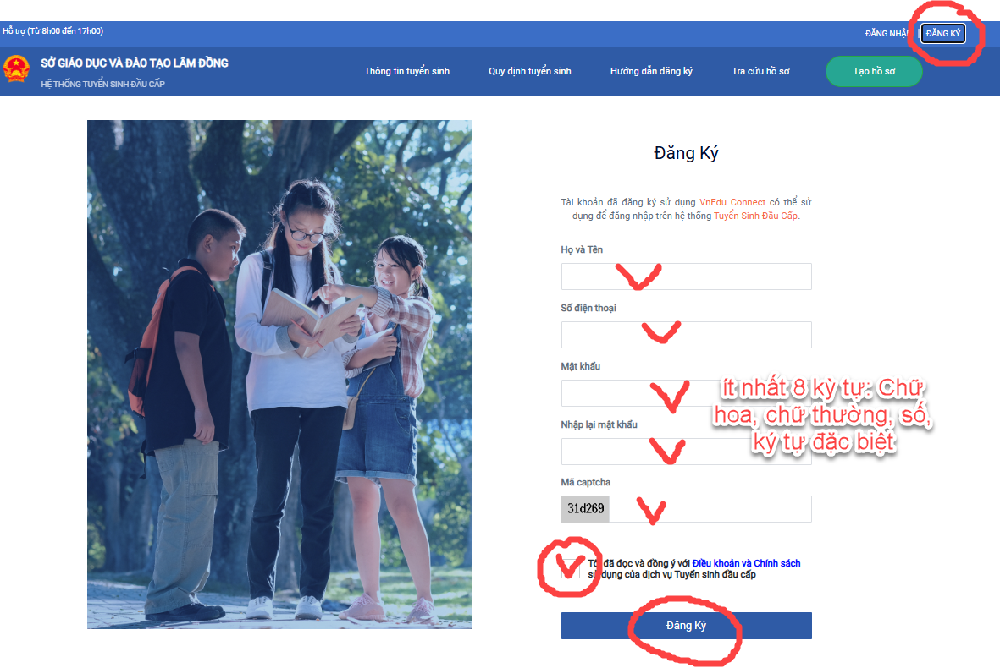 Hỗ trợ (Từ 8h00 đến 17h00)
ĐĂNG NHẬP | ĐĂNG KÝ
SỞ GIÁO DỤC VÀ ĐÀO TẠO LÂM ĐỒNG
HỆ THỐNG TUYỂN SINH ĐẦU CẤP
Thông tin tuyển sinh
Quy định tuyển sinh
Hướng dẫn đăng ký
Tra cứu hồ sơ
Tạo hồ sơ
Đăng Ký
Tài khoản đã đăng ký sử dụng VnEdu Connect có thể sử
dụng để đăng nhập trên hệ thống Tuyển Sinh Đầu Cấp.
Họ và Tên
Số điện thoại
Mật khẩu
ít nhất 8 kỳ tự: Chữ
hoa, chữ thường, số,
ký tự đặc biệt
Nhập lại mật khẩu
Mã captcha
31d269
Tôi đã đọc và đồng ý với Điều khoản và Chính sách
sử dụng của dịch vụ Tuyển sinh đầu cấp
Đăng Ký